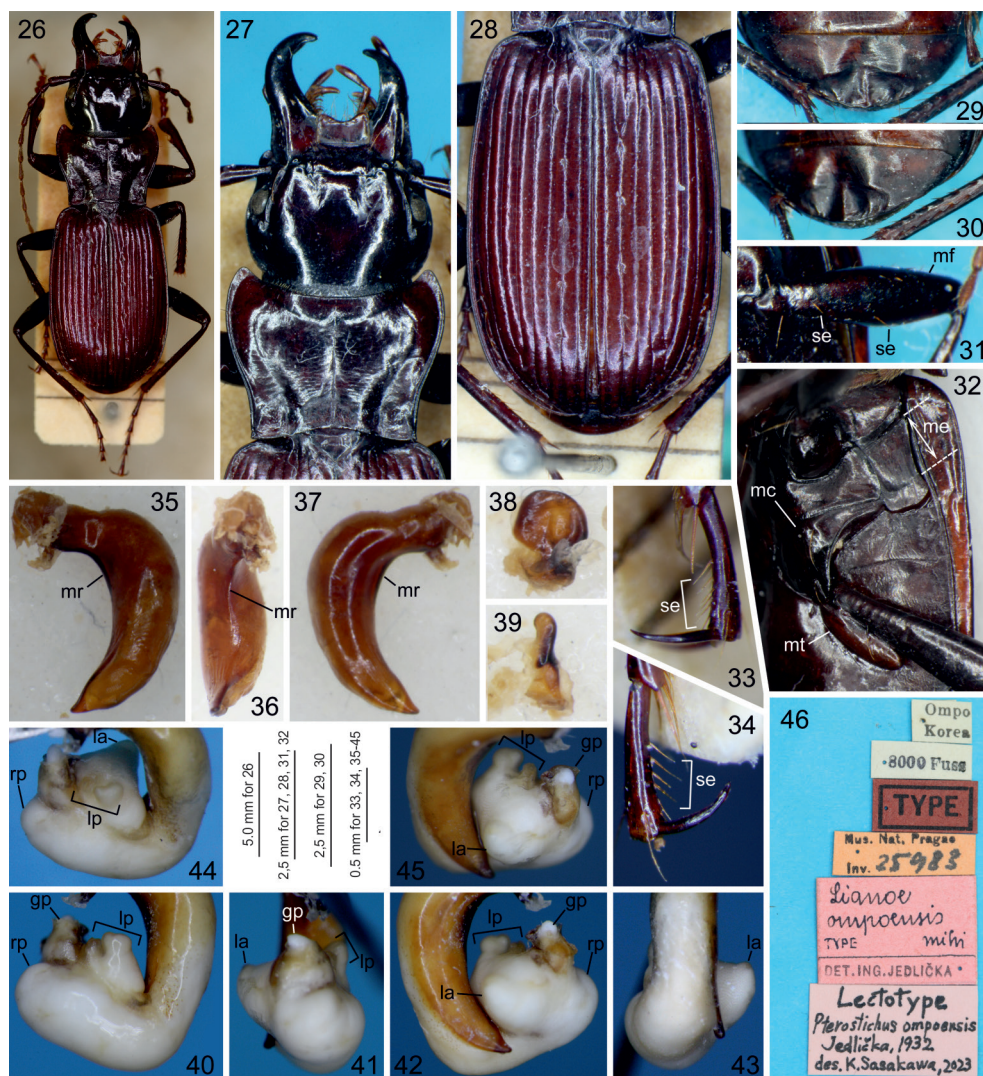 26
27
28
29
30
mf
se
se
31
32
me
mc
mt
35
mr
36
mr
37
mr
38
39
se
33
34
se
44
la
rp
lp
5.0 mm for 26
2,5 mm for 27, 28, 31, 32
2,5 mm for 29, 30
0.5 mm for 33, 34, 35-45
45
lp
gp
rp
la
40
gp
lp
rp
41
gp
la
lp
42
lp
gp
rp
la
43
la
46
Ompo
Korea
.8000 Fuss
TYPE
Mus. Nat. Pragae
Inv. 25983
Lianoe
ompoensis
TYPE mihi
DET.ING.JEDLIČKA
Lectotype
Pterostichus ompoensis
Jedlička, 1932
des. K.Sasakawa, 2023